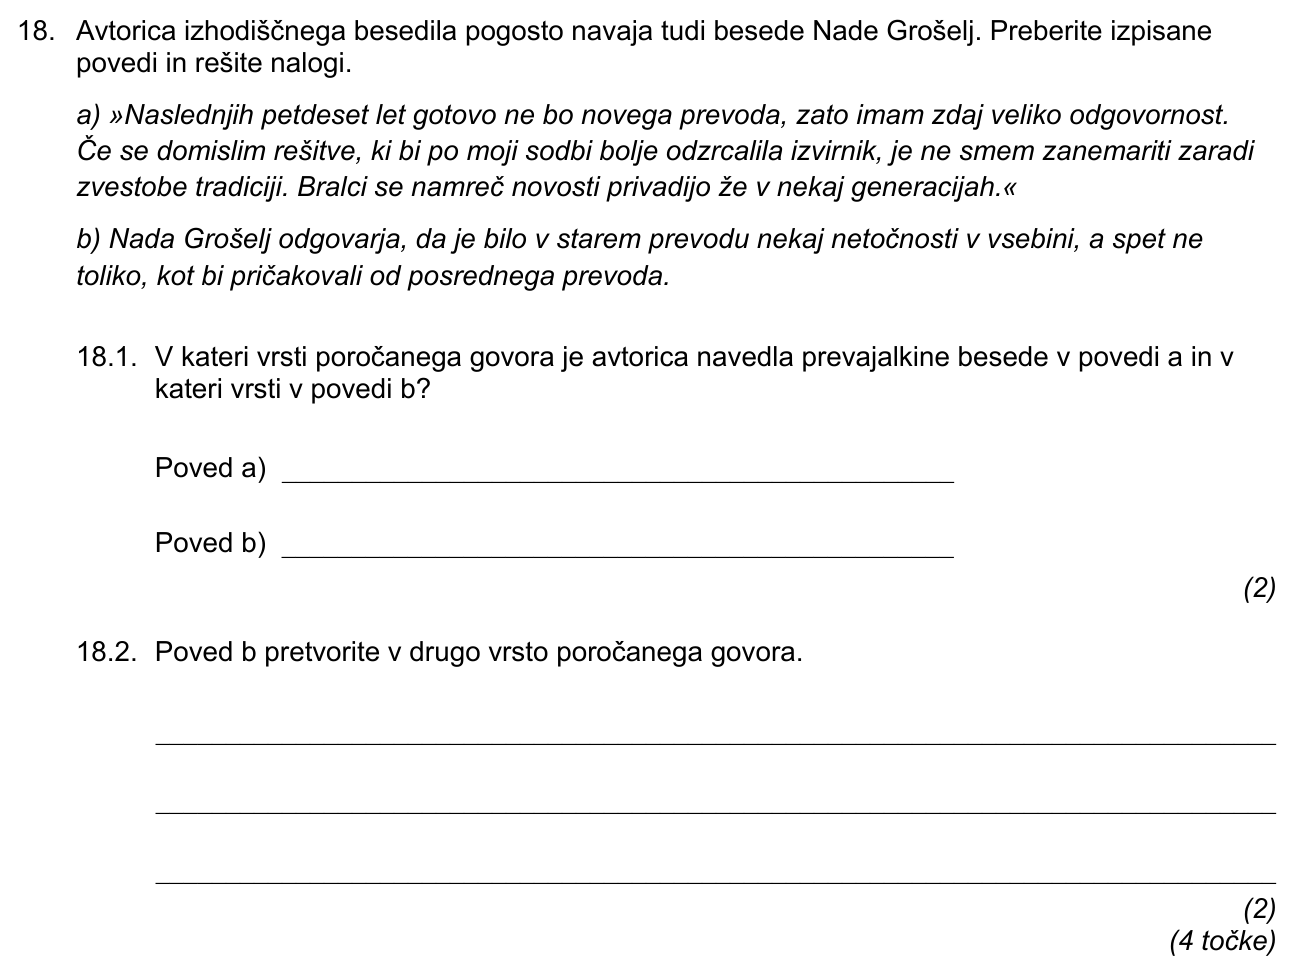 18. Avtorica izhodiščnega besedila pogosto navaja tudi besede Nade Grošelj. Preberite izpisane
povedi in rešite nalogi.
a) »Naslednjih petdeset let gotovo ne bo novega prevoda, zato imam zdaj veliko odgovornost.
Če se domislim rešitve, ki bi po moji sodbi bolje odzrcalila izvirnik, je ne smem zanemariti zaradi
zvestobe tradiciji. Bralci se namreč novosti privadijo že v nekaj generacijah.«
b) Nada Grošelj odgovarja, da je bilo v starem prevodu nekaj netočnosti v vsebini, a spet ne
toliko, kot bi pričakovali od posrednega prevoda.
18.1. V kateri vrsti poročanega govora je avtorica navedla prevajalkine besede v povedi a in v
kateri vrsti v povedi b?
Poved a)
Poved b)
(2)
18.2. Poved b pretvorite v drugo vrsto poročanega govora.
(2)
(4 točke)